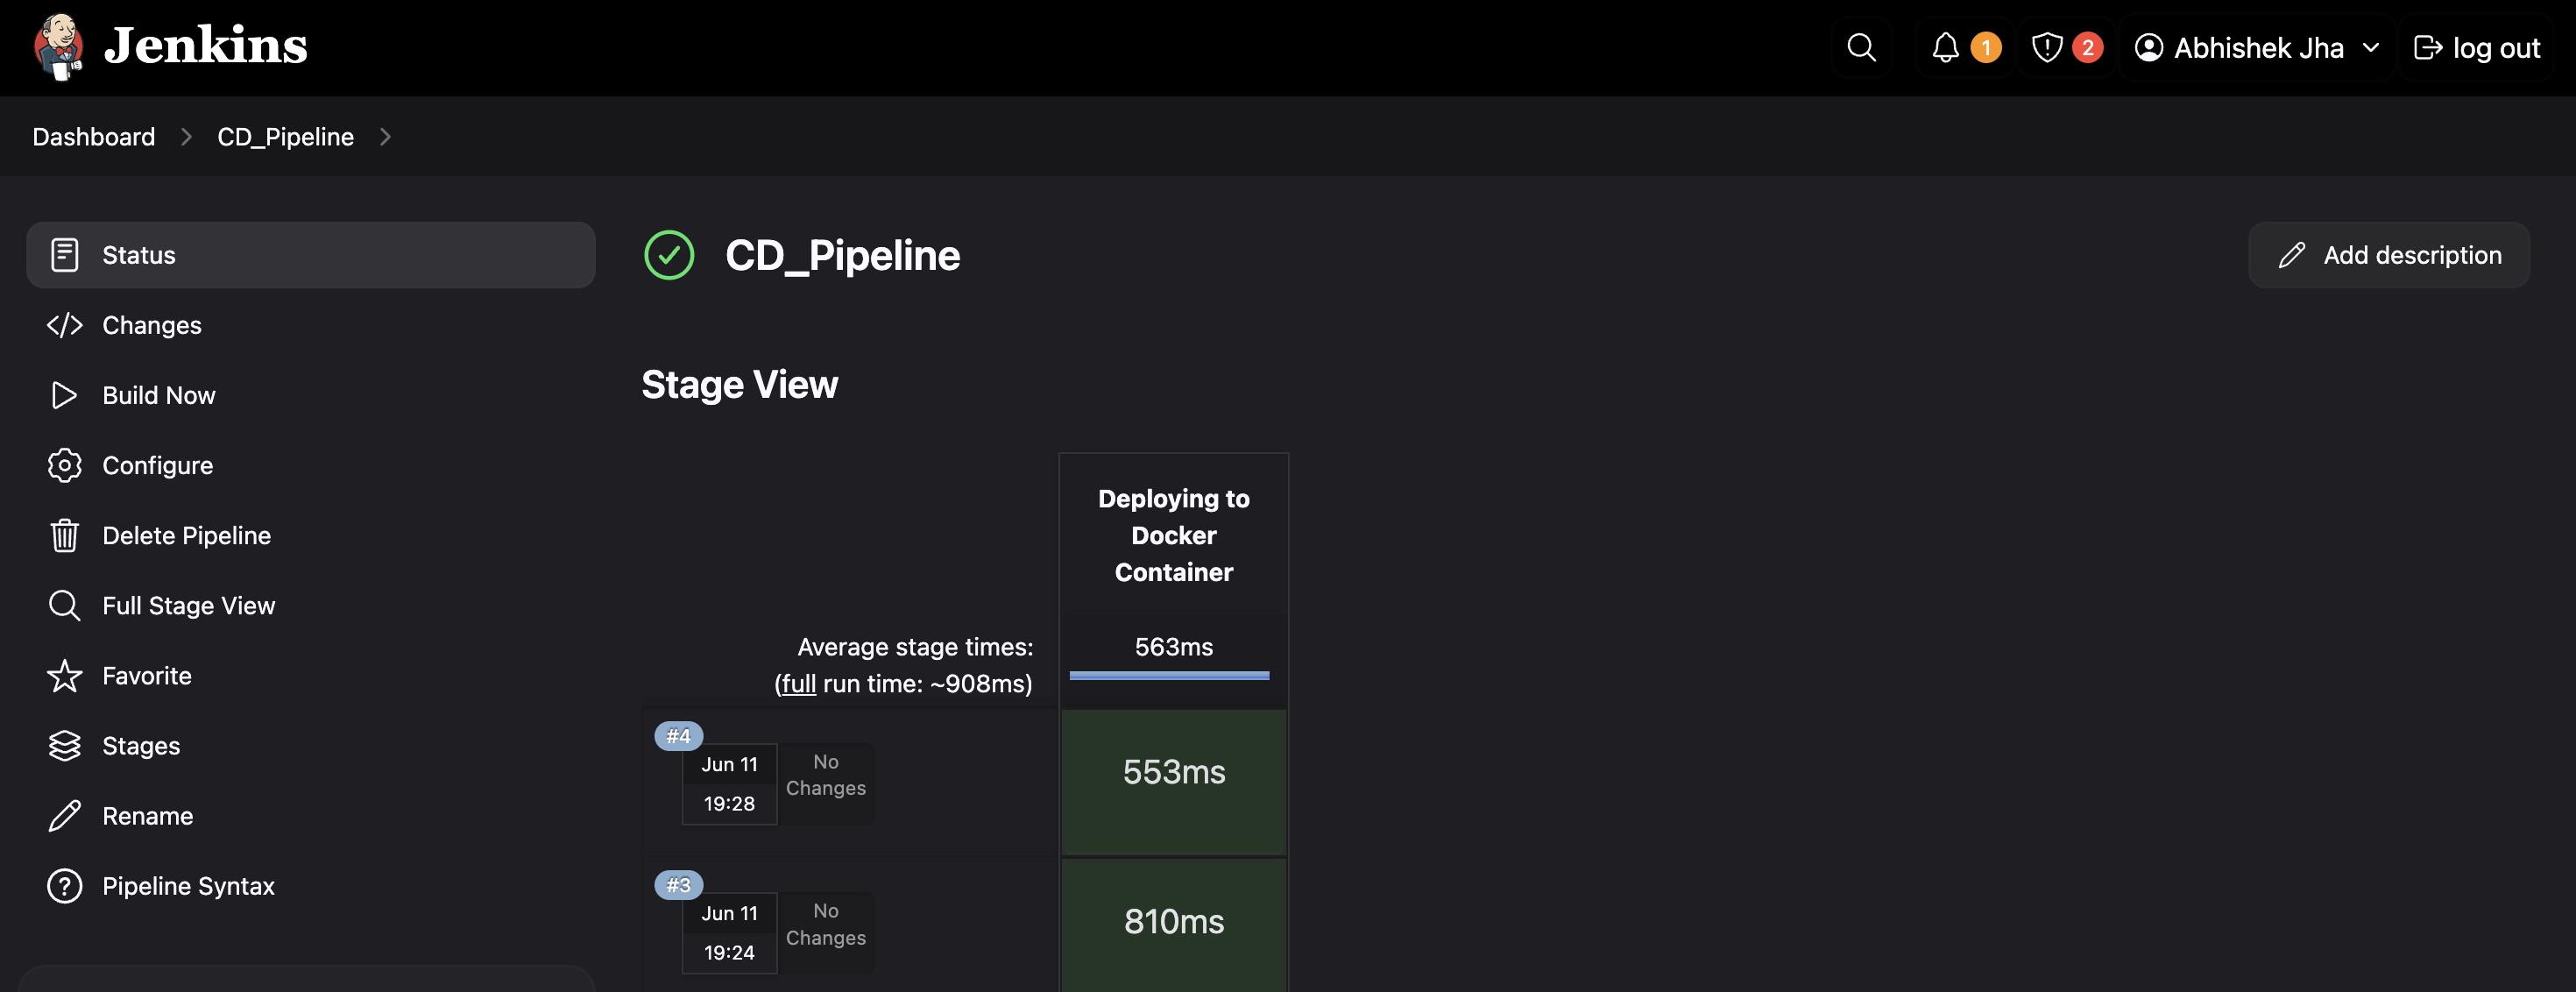 Jenkins
1
2
Abhishek Jha
log out
Dashboard
CD_Pipeline
Status
Changes
Build Now
Configure
Delete Pipeline
Full Stage View
Favorite
Stages
Rename
Pipeline Syntax
CD_Pipeline
Add description
Stage View
Deploying to
Docker
Container
Average stage times:
(full run time: ~908ms)
563ms
#4
Jun 11
19:28
No
Changes
553ms
#3
Jun 11
19:24
No
Changes
810ms